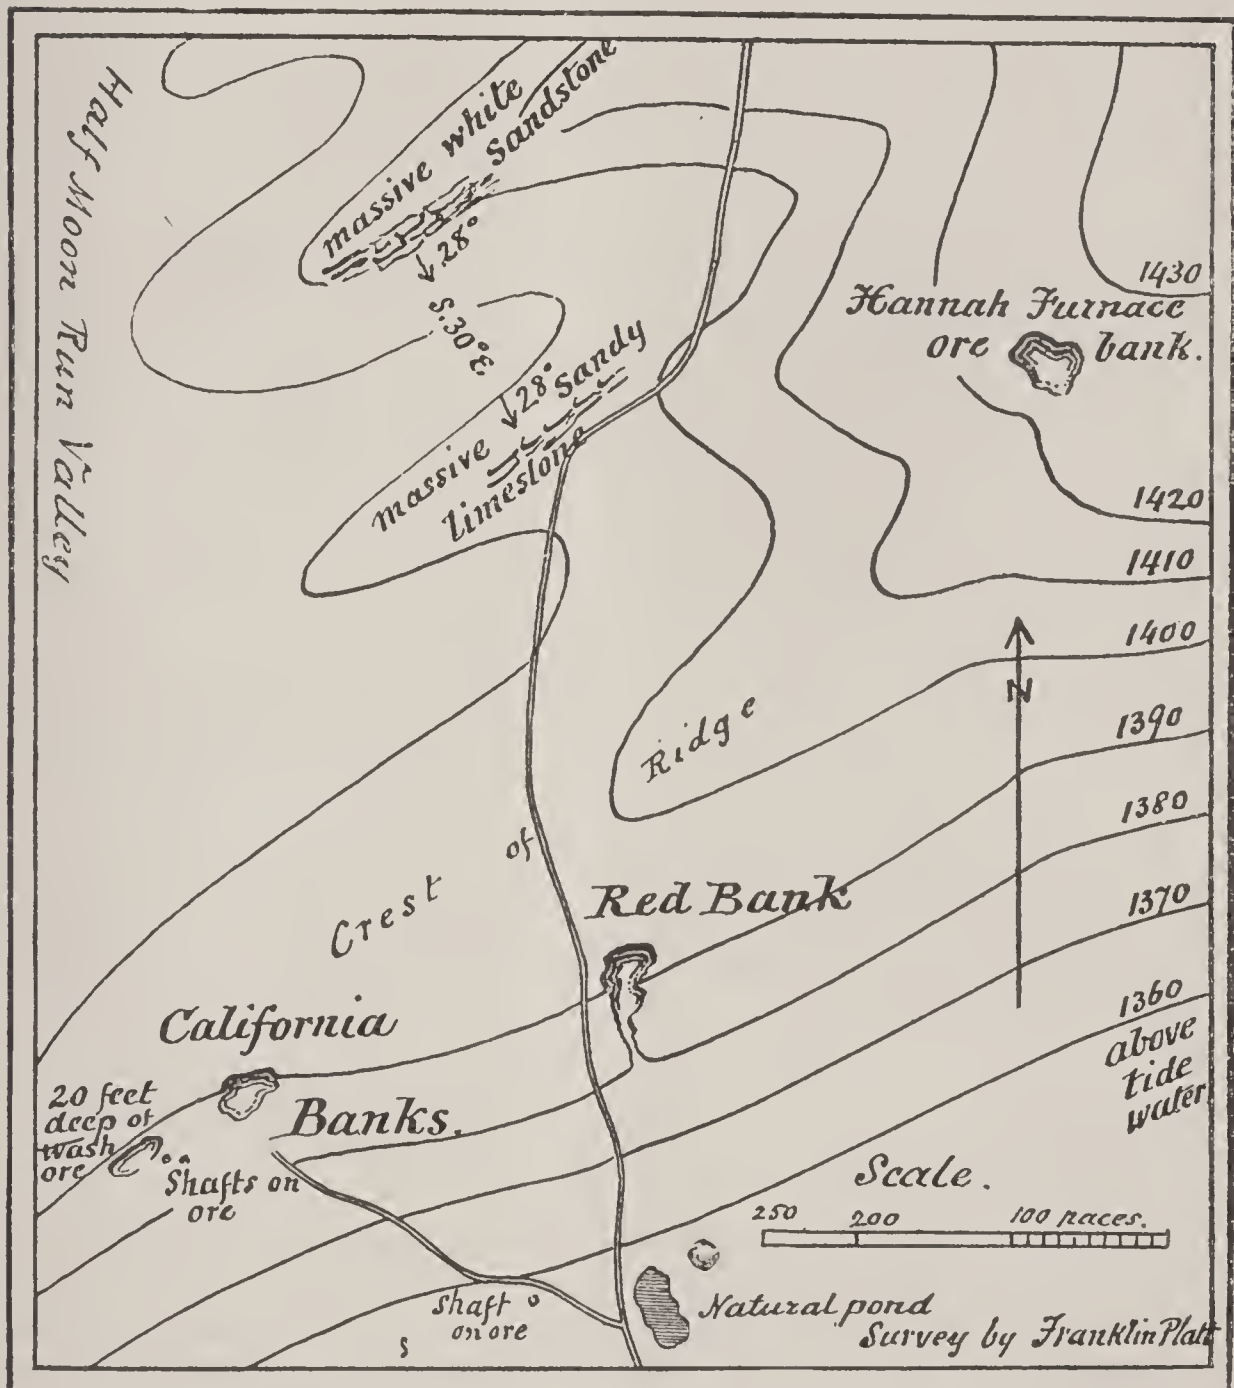 Half Moon Run Valley
massive white
Sandstone
28°
S.30°E
28°
massive sandy
limestone
Hannah Furnace
ore bank.
1430
1420
1410
1400
N
1390
1380
1370
1360
above
tide
water
Crest of Ridge
Red Bank
California
Banks.
20 feet
deep of
wash
ore
Shafts on
ore
Shaft
on ore
S
Scale.
250 200 100 paces.
Natural pond
Survey by Franklin Platt